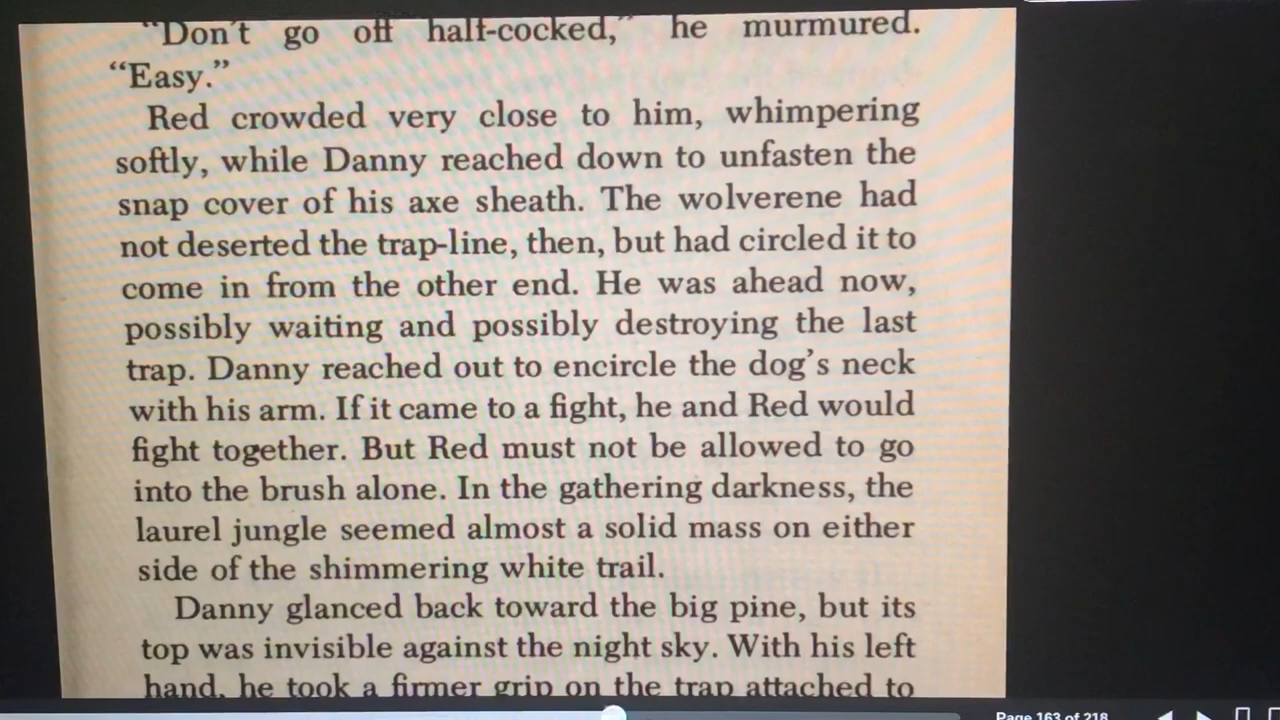 “Don't go off half-cocked,” he murmured.
“Easy.”
Red crowded very close to him, whimpering
softly, while Danny reached down to unfasten the
snap cover of his axe sheath. The wolverene had
not deserted the trap-line, then, but had circled it to
come in from the other end. He was ahead now,
possibly waiting and possibly destroying the last
trap. Danny reached out to encircle the dog's neck
with his arm. If it came to a fight, he and Red would
fight together. But Red must not be allowed to go
into the brush alone. In the gathering darkness, the
laurel jungle seemed almost a solid mass on either
side of the shimmering white trail.
Danny glanced back toward the big pine, but its
top was invisible against the night sky. With his left
hand, he took a firmer grip on the trap attached to
Page 163 of 218